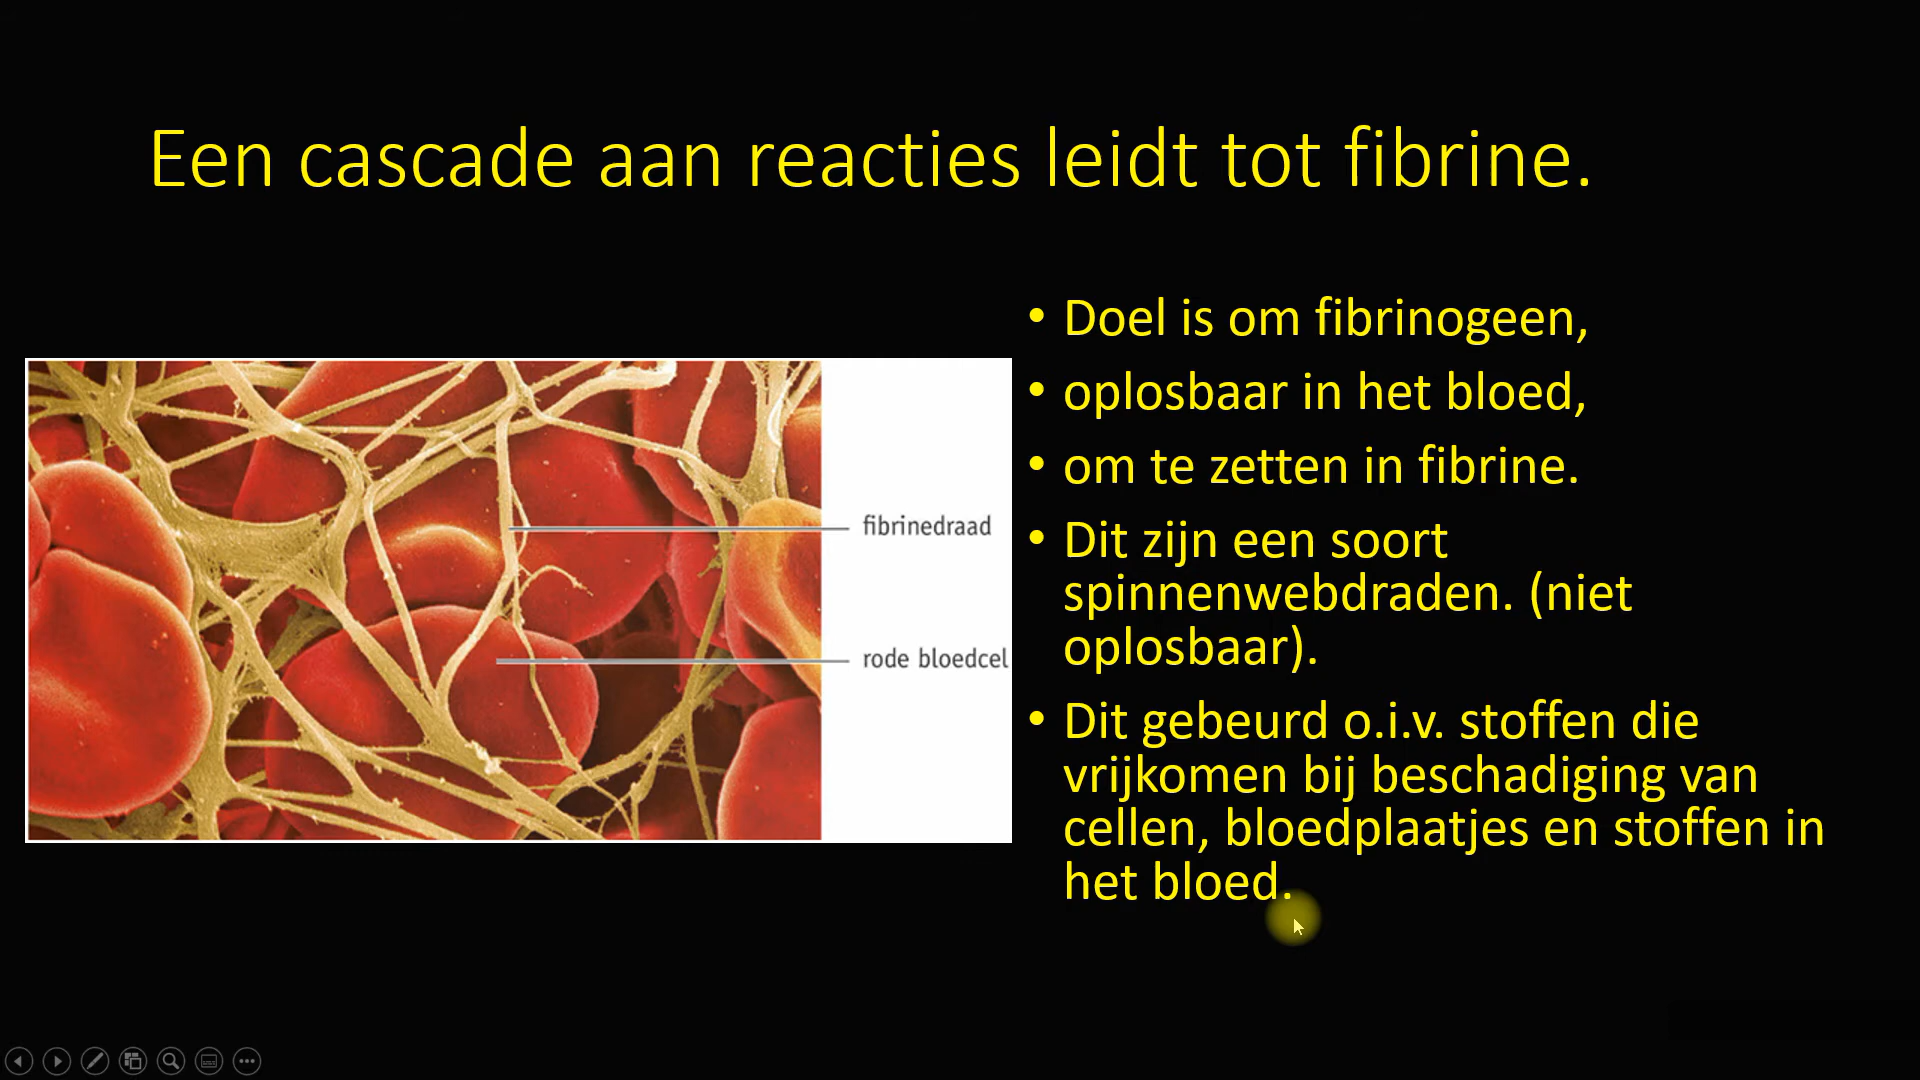 Een cascade aan reacties leidt tot fibrine.
fibrinedraad
rode bloedcel
• Doel is om fibrinogeen,
• oplosbaar in het bloed,
• om te zetten in fibrine.
• Dit zijn een soort
spinnenwebdraden. (niet
oplosbaar).
• Dit gebeurd o.i.v. stoffen die
vrijkomen bij beschadiging van
cellen, bloedplaatjes en stoffen in
het bloed.